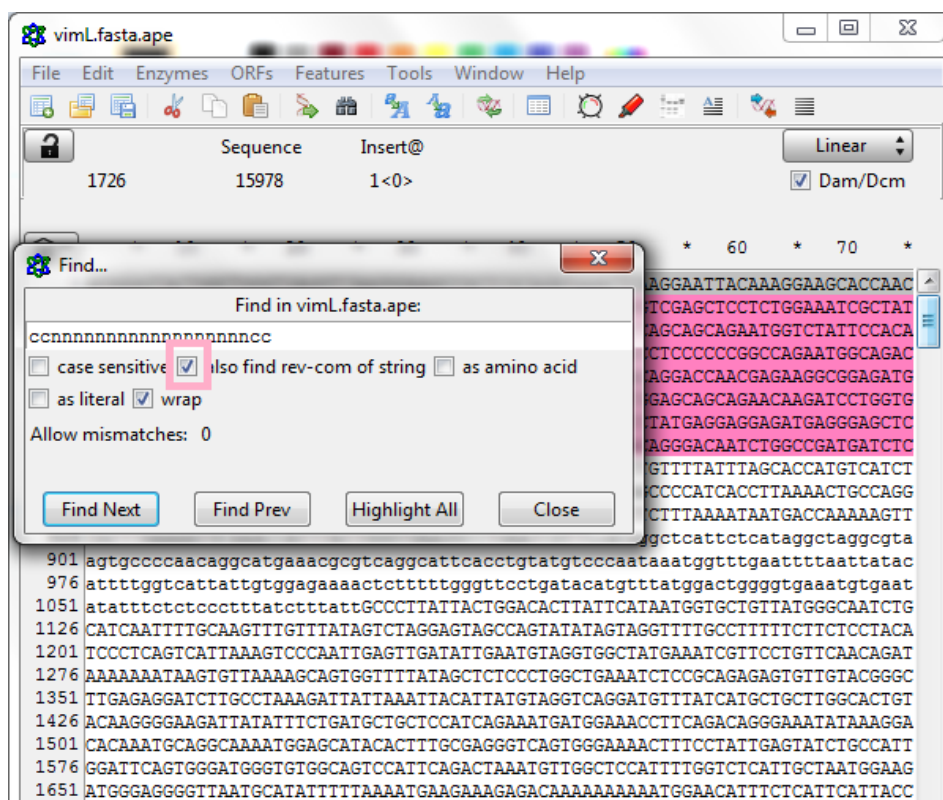 vimL.fasta.ape
File Edit Enzymes ORFs Features Tools Window Help
Sequence Insert@ Linear
1726 15978 1<0> Dam/Dcm
* 60 * 70 *
Find...
Find in vimL.fasta.ape:
ccnnnnnnnnnnnnnnnnnncc
case sensitive also find rev-com of string as amino acid
as literal wrap
Allow mismatches: 0
Find Next Find Prev Highlight All Close
AGGAATTACAAAGGAAGCACCAAC
TCGAGCTCCTCTGGAAATCGCTAT
AGCAGCAGAATGGTCTATTCCACA
CTCCCCCCGGCCAGAATGGCAGAC
AGGACCAACGAGAAGGCGGAGATG
GAGCAGCAGAACAAGATCCTGGTG
TATGAGGAGGAGATGAGGGAGCTC
AGGGACAATCTGGCCGATGATCTC
GTTTTATTTAGCACCATGTCATCT
CCCCATCACCTTAAAACTGCCAGG
CTTTAAAATAATGACCAAAAAGTT
ggctcattctcataggctaggcgta
901 agtgccccaacaggcatgaaacgcgtcaggcattcacctgtatgtcccaataaatggtttgaattttaattatac
976 attttggtcattattgtggagaaaactctttttgggttcctgatacatgtttatggactggggtgaaatgtgaat
1051 atatttctctccctttatctttattGCCCTTATTACTGGACACTTATTCATAATGGTGCTGTTATGGGCAATCTG
1126 CATCAATTTTGCAAGTTTGTTTATAGTCTAGGAGTAGCCAGTATATAGTAGGTTTTGCCTTTTTCTTCTCCTACA
1201 TCCCTCAGTCATTAAAGTCCCAATTGAGTTGATATTGAATGTAGGTGGCTATGAAATCGTTCCTGTTCAACAGAT
1276 AAAAAAATAAGTGTTAAAAGCAGTGGTTTTATAGCTCTCCCTGGCTGAAATCTCCGCAGAGAGTGTTGTACGGGC
1351 TTGAGAGGATCTTGCCTAAAGATTATTAAATTACATTATGTAGGTCAGGATGTTTATCATGCTGCTTGGCACTGT
1426 ACAAGGGGAAGATTATATTTCTGATGCTGCTCCATCAGAAATGATGGAAACCTTCAGACAGGGAAATATAAAGGA
1501 CACAAATGCAGGCAAAATGGAGCATACACTTTGCGAGGGTCAGTGGGAAAACTTTCCTATTGAGTATCTGCCATT
1576 GGATTCAGTGGGATGGGTGTGGCAGTCCATTCAGACTAAATGTTGGCTCCATTTTGGTCTCATTGCTAATGGAAG
1651 ATGGGAGGGGTTAATGCATATTTTTAAAATGAAGAAAGAGACAAAAAAAAAATGGAACATTTCTCATTCATTACC